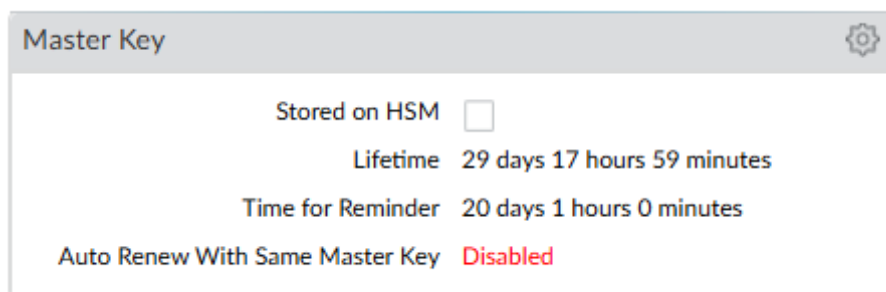 Master Key
Stored on HSM
Lifetime 29 days 17 hours 59 minutes
Time for Reminder 20 days 1 hours 0 minutes
Auto Renew With Same Master Key Disabled